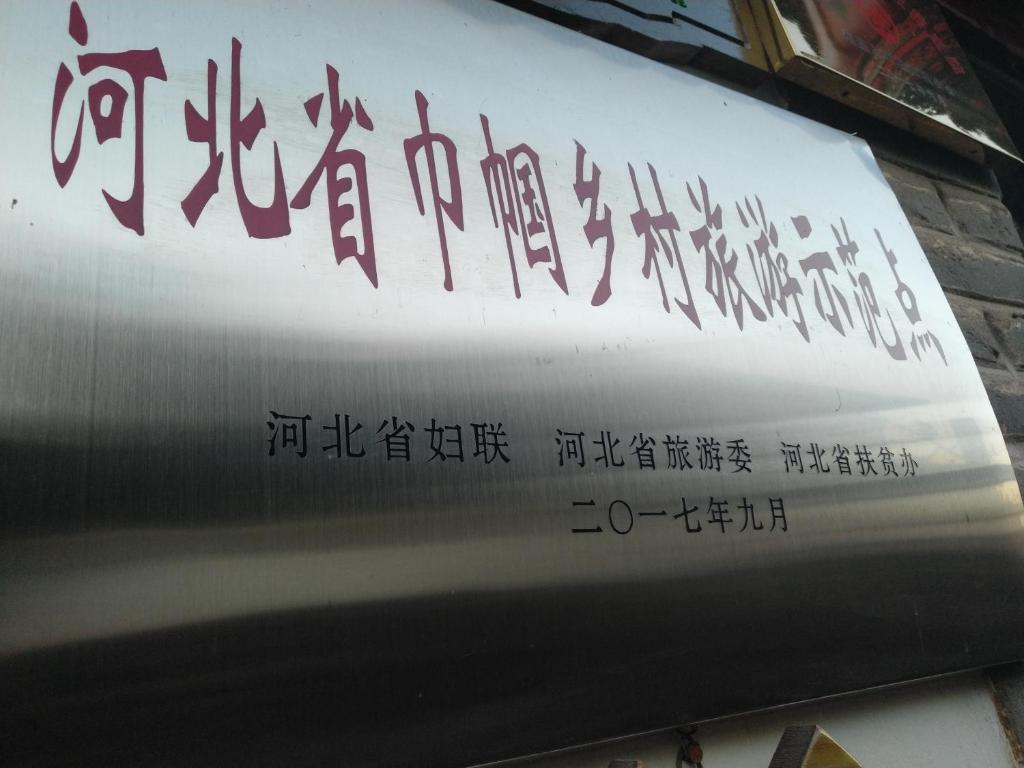 河北省巾帼乡村旅游示范点
河北省妇联 河北省旅游委 河北省扶贫办
二〇一七年九月